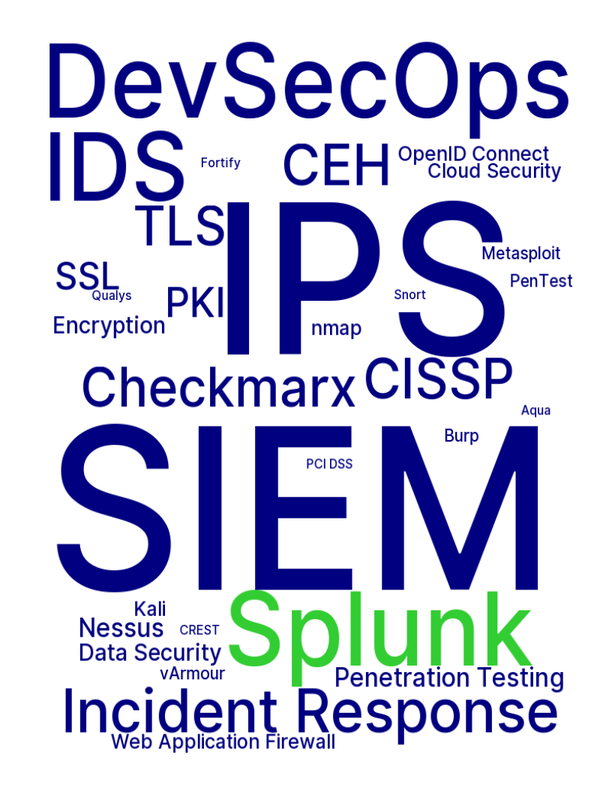 DevSecOps
IDS
Fortify
CEH
OpenID Connect
Cloud Security
TLS
IPS
Metasploit
SSL
PenTest
Qualys
PKI
Snort
Encryption
nmap
Checkmarx
CISSP
Aqua
SIEM
Burp
PCI DSS
Kali
Splunk
Nessus
CREST
Data Security
vArmour
Penetration Testing
Incident Response
Web Application Firewall